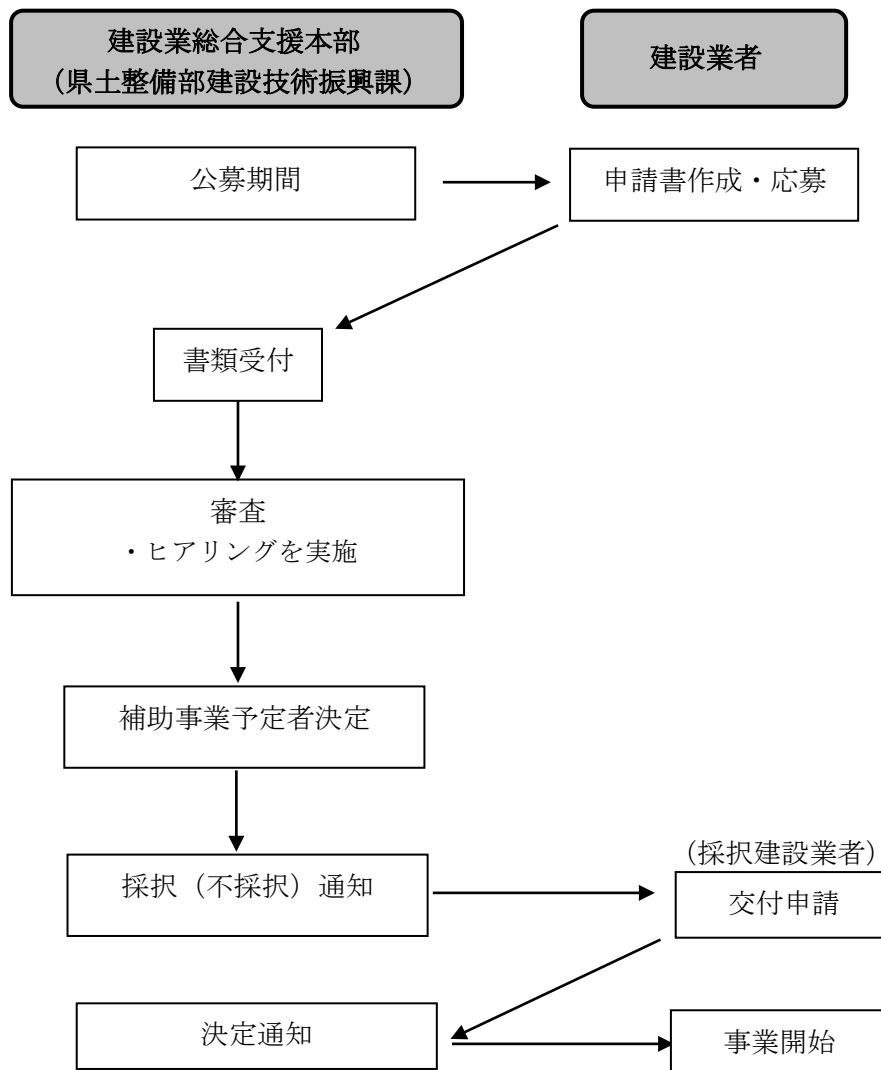 建設業総合支援本部
（県土整備部建設技術振興課）
建設業者
公募期間
申請書作成・応募
書類受付
審査
・ヒアリングを実施
補助事業予定者決定
採択（不採択）通知
（採択建設業者）
交付申請
決定通知
事業開始